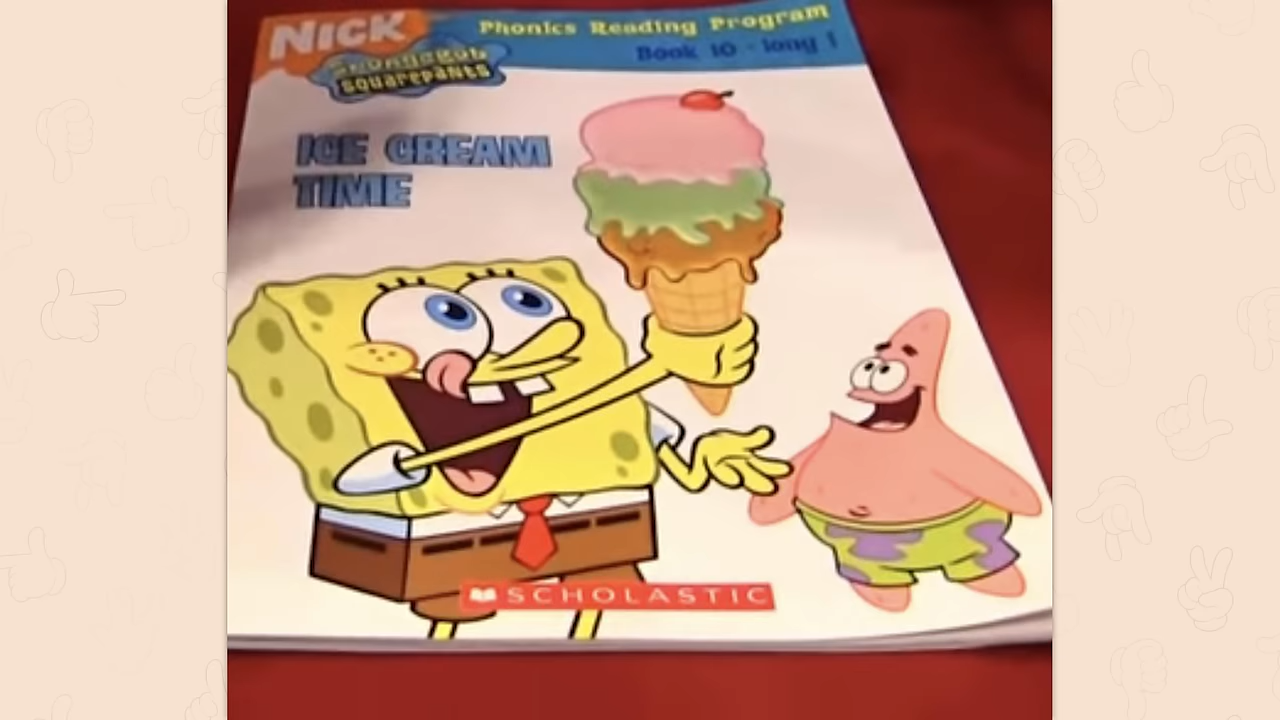 NICK
Phonics Reading Program
Book 10 - long i
SpongeBob
SquarePants
ICE CREAM
TIME
SCHOLASTIC